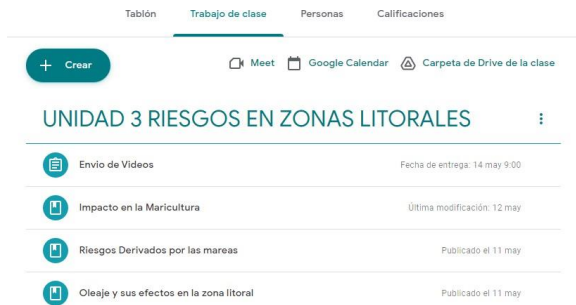 Tablón Trabajo de clase Personas Calificaciones
Crear Meet Google Calendar Carpeta de Drive de la clase
UNIDAD 3 RIESGOS EN ZONAS LITORALES
Envio de Videos Fecha de entrega: 14 may 9:00
Impacto en la Maricultura Última modificación: 12 may
Riesgos Derivados por las mareas Publicado el 11 may
Oleaje y sus efectos en la zona litoral Publicado el 11 may